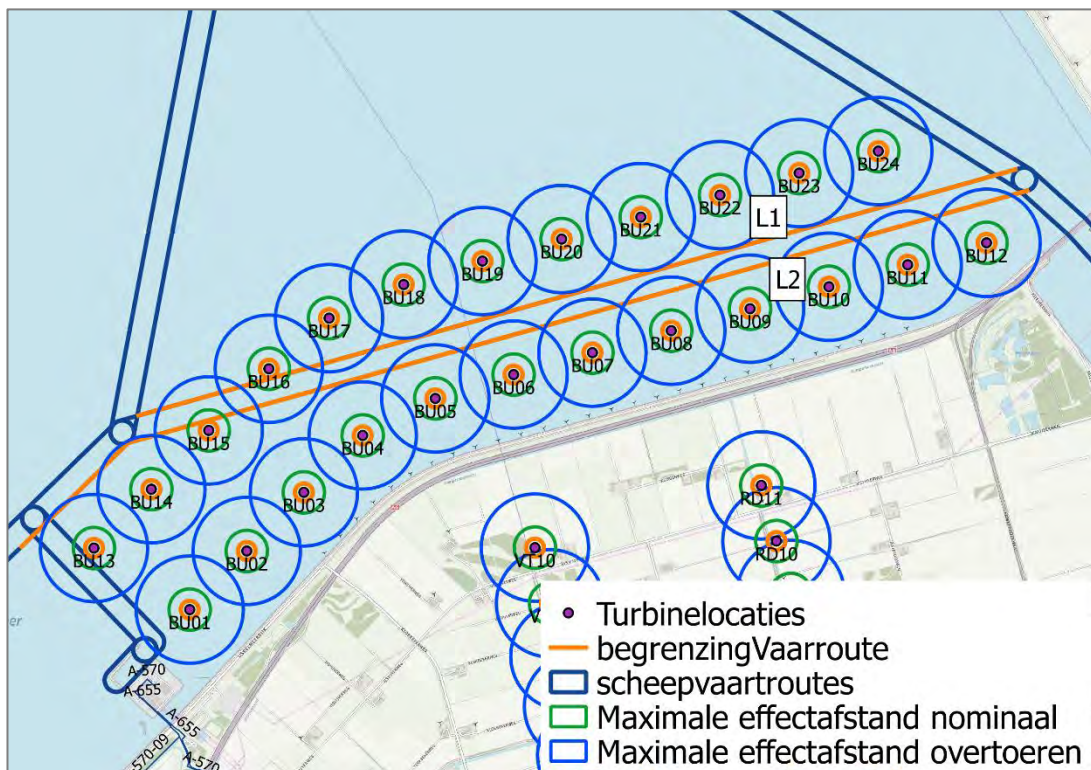 BU24
BU23
BU22
L1
BU21
BU20
BU12
BU19
BU11
L2
BU18
BU10
BU09
BU17
BU08
BU07
BU16
BU06
BU05
BU15
BU04
RD11
BU14
BU03
RD10
BU13
BU02
VT10
BU01
A-570
A-655
A-655
A-570-09
A-570
Turbinelocaties
begrenzingVaarroute
scheepvaartroutes
Maximale effectafstand nominaal
Maximale effectafstand overtoeren